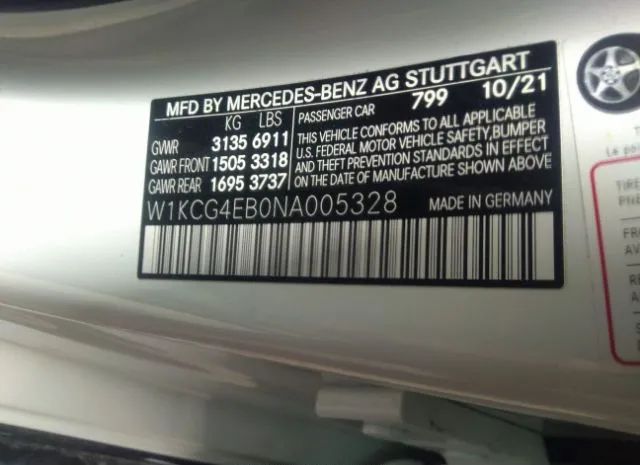 MFD BY MERCEDES-BENZ AG STUTTGART
KG LBS
GVWR 3135 6911
GAWR FRONT 1505 3318
GAWR REAR 1695 3737
PASSENGER CAR 799 10/21
THIS VEHICLE CONFORMS TO ALL APPLICABLE
U.S. FEDERAL MOTOR VEHICLE SAFETY,BUMPER
AND THEFT PREVENTION STANDARDS IN EFFECT
ON THE DATE OF MANUFACTURE SHOWN ABOVE
W1KCG4EB0NA005328 MADE IN GERMANY